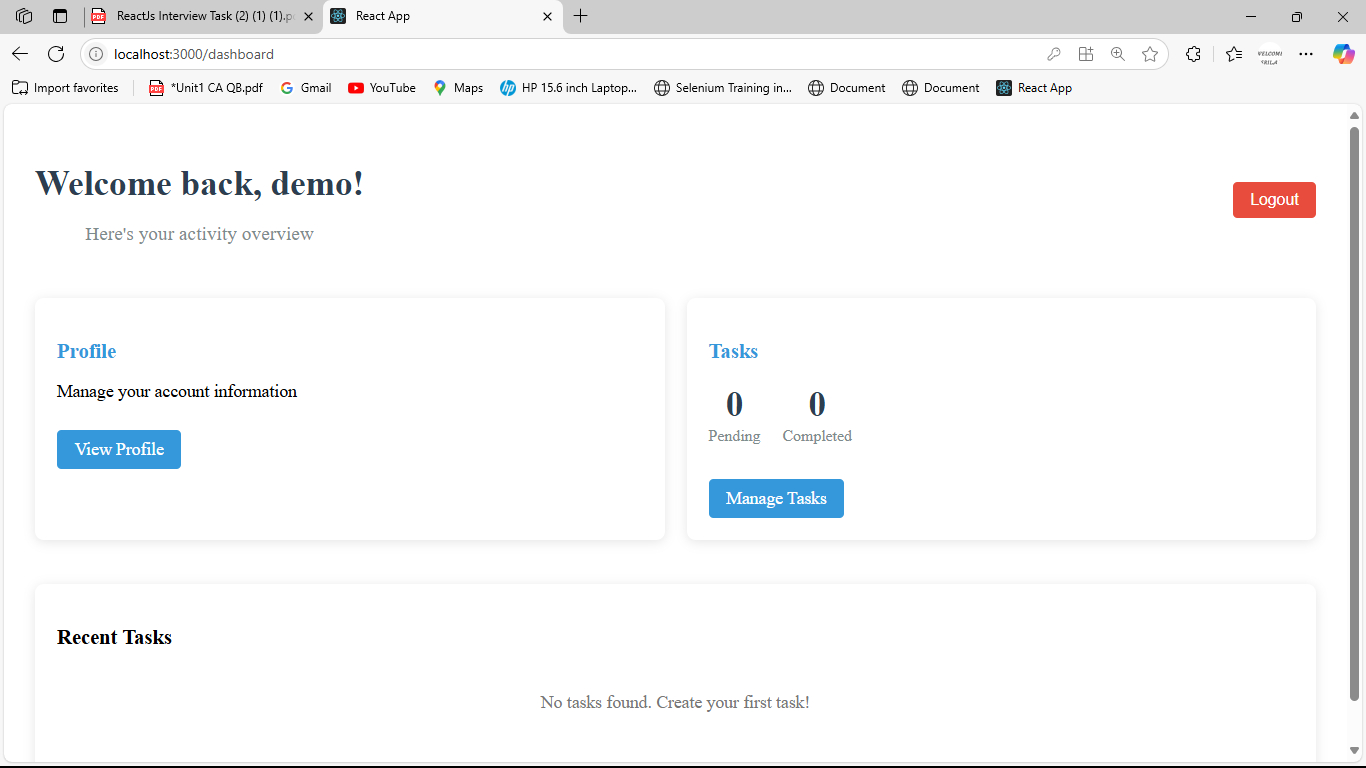 ReactJs Interview Task (2) (1) (1).p
React App
localhost:3000/dashboard
Import favorites
*Unit1 CA QB.pdf
Gmail
YouTube
Maps
HP 15.6 inch Laptop...
Selenium Training in...
Document
Document
React App
Welcome back, demo!
Logout
Here's your activity overview
Profile
Manage your account information
View Profile
Tasks
0 0
Pending Completed
Manage Tasks
Recent Tasks
No tasks found. Create your first task!